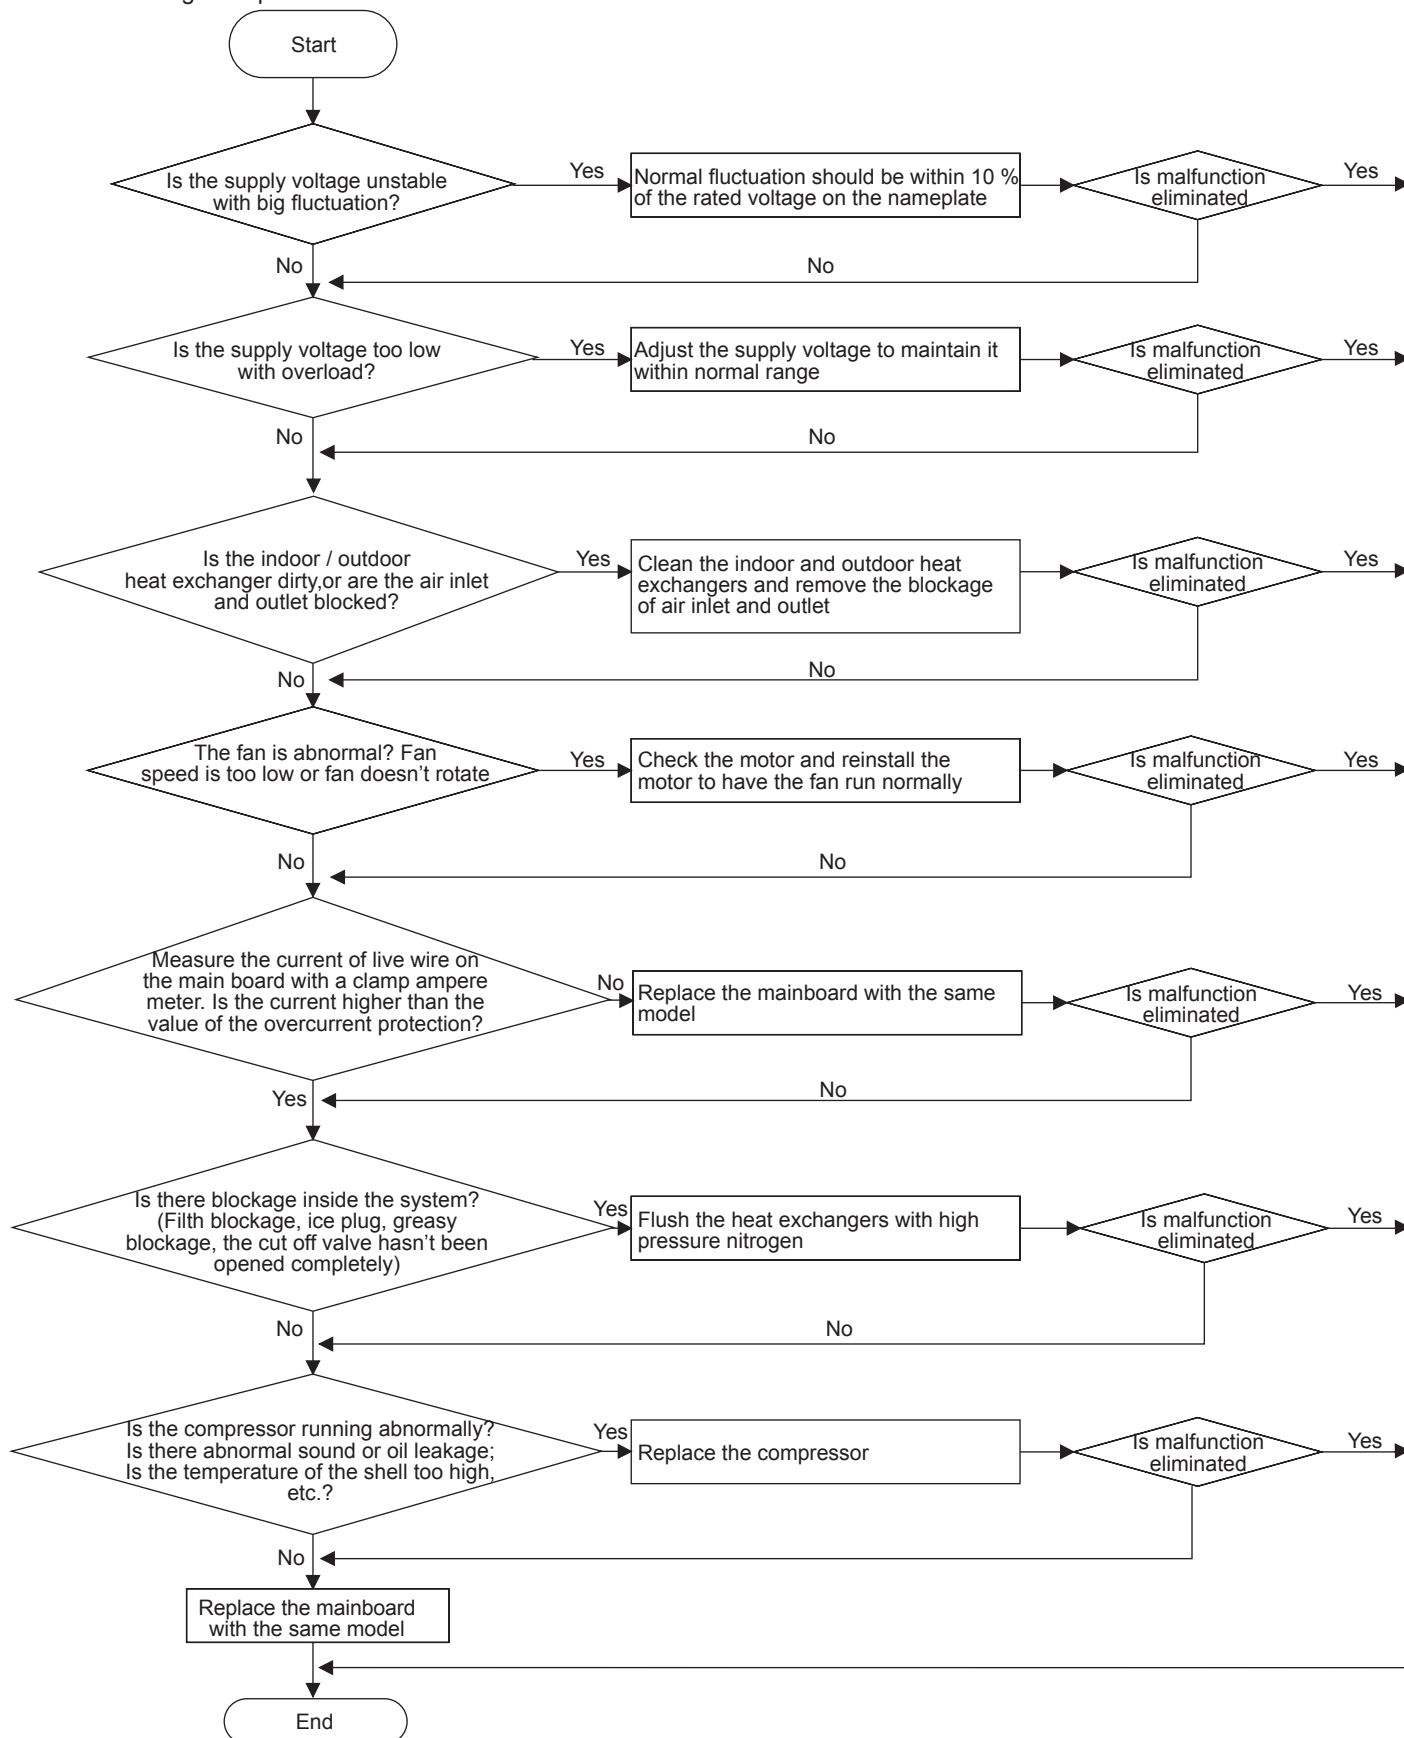 Start
Is the supply voltage unstable
with big fluctuation?
Yes
Normal fluctuation should be within 10 %
of the rated voltage on the nameplate
Is malfunction
eliminated
Yes
No
No
Is the supply voltage too low
with overload?
Yes
Adjust the supply voltage to maintain it
within normal range
Is malfunction
eliminated
Yes
No
No
Is the indoor / outdoor
heat exchanger dirty,or are the air inlet
and outlet blocked?
Yes
Clean the indoor and outdoor heat
exchangers and remove the blockage
of air inlet and outlet
Is malfunction
eliminated
Yes
No
No
The fan is abnormal? Fan
speed is too low or fan doesn't rotate
Yes
Check the motor and reinstall the
motor to have the fan run normally
Is malfunction
eliminated
Yes
No
No
Measure the current of live wire on
the main board with a clamp ampere
meter. Is the current higher than the
value of the overcurrent protection?
No
Replace the mainboard with the same
model
Is malfunction
eliminated
Yes
Yes
No
Is there blockage inside the system?
(Filth blockage, ice plug, greasy
blockage, the cut off valve hasn't been
opened completely)
Yes
Flush the heat exchangers with high
pressure nitrogen
Is malfunction
eliminated
Yes
No
No
Is the compressor running abnormally?
Is there abnormal sound or oil leakage;
Is the temperature of the shell too high,
etc.?
Yes
Replace the compressor
Is malfunction
eliminated
Yes
No
Replace the mainboard
with the same model
End